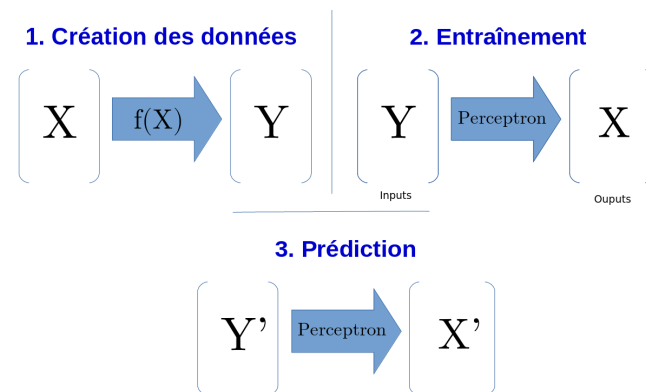 1. Création des données
X
f(X)
Y
2. Entraînement
Y
Perceptron
X
Inputs
Ouputs
3. Prédiction
Y'
Perceptron
X'